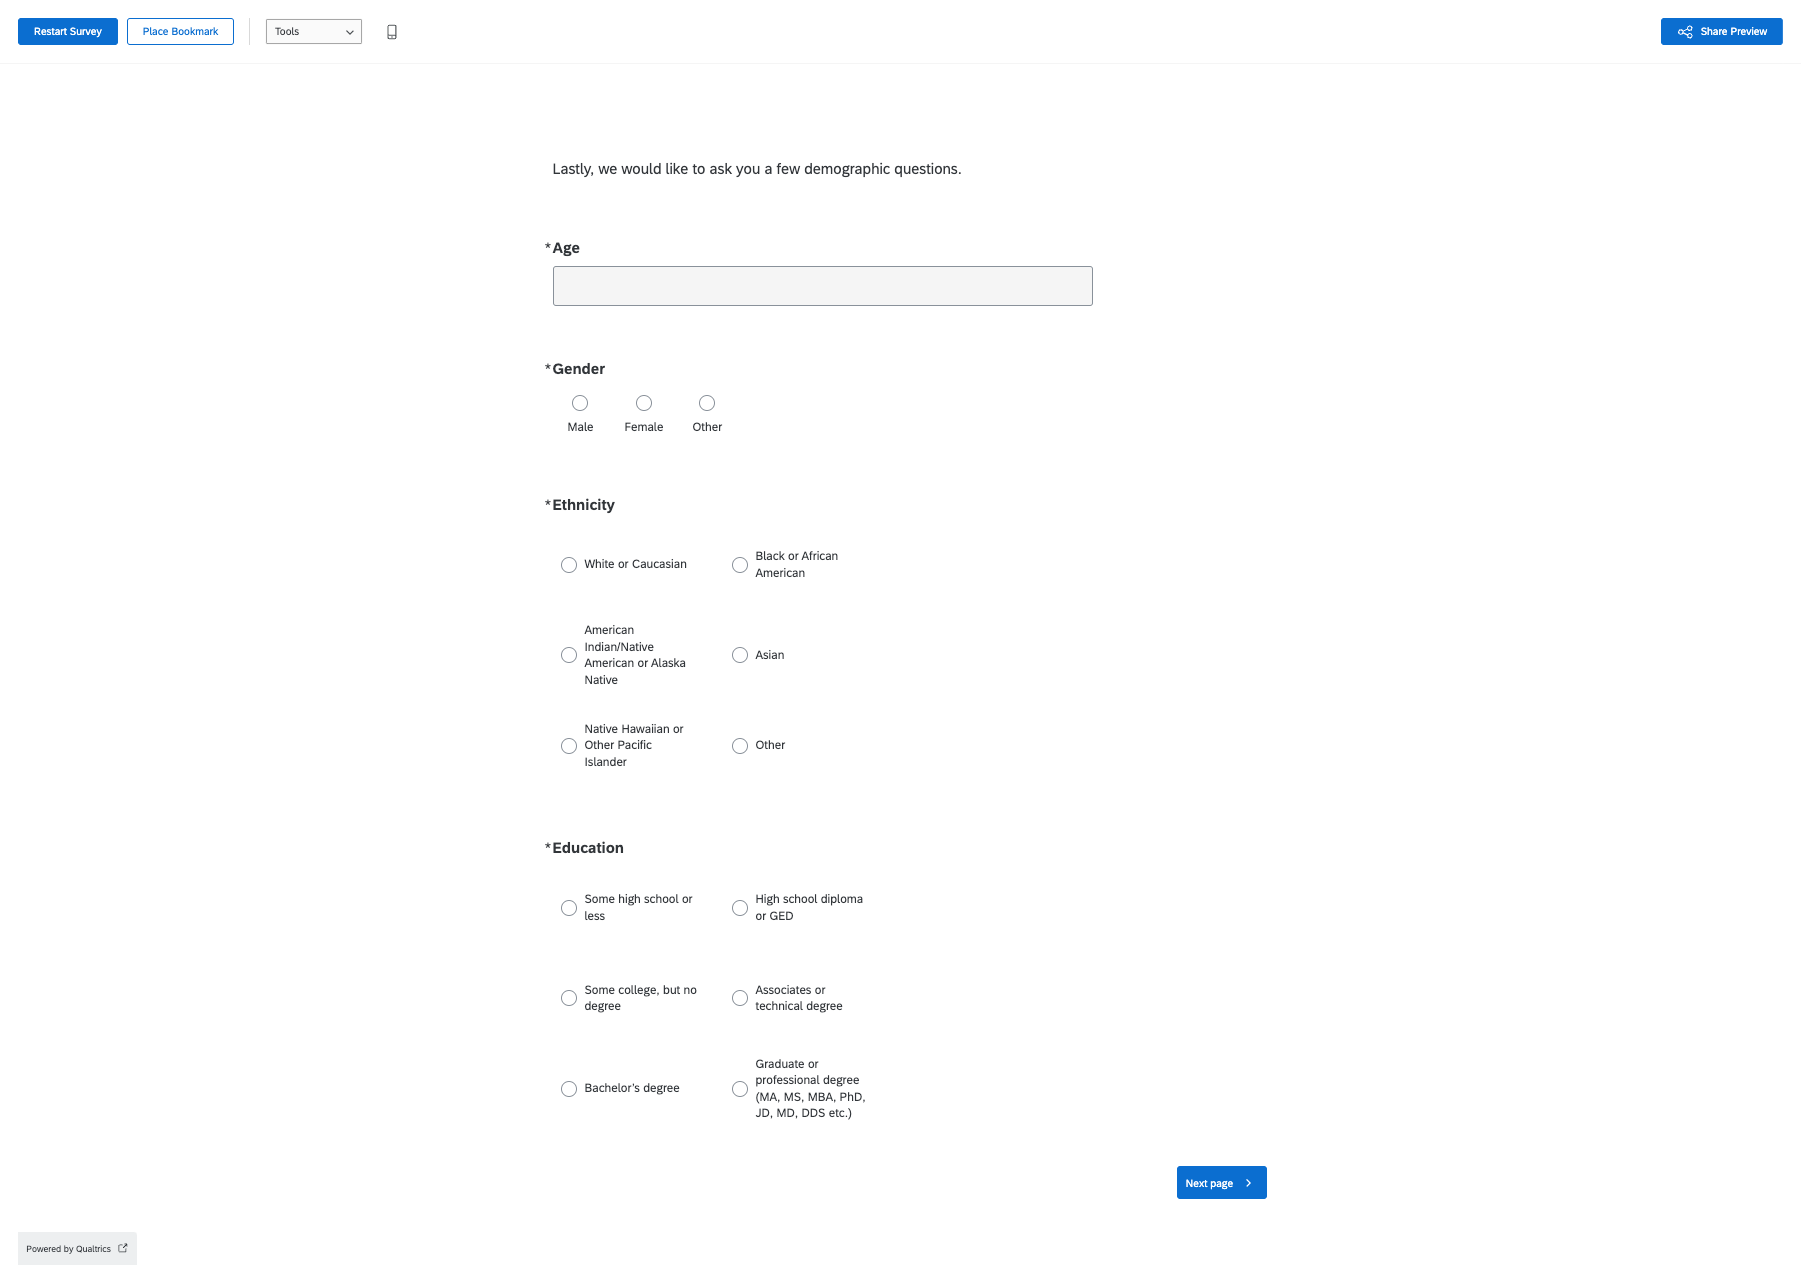 Restart Survey
Place Bookmark
Tools
Share Preview
Lastly, we would like to ask you a few demographic questions.
*Age
*Gender
Male
Female
Other
*Ethnicity
White or Caucasian
Black or African
American
American
Indian/Native
American or Alaska
Native
Asian
Native Hawaiian or
Other Pacific
Islander
Other
*Education
Some high school or
less
High school diploma
or GED
Some college, but no
degree
Associates or
technical degree
Bachelor's degree
Graduate or
professional degree
(MA, MS, MBA, PhD,
JD, MD, DDS etc.)
Next page
Powered by Qualtrics